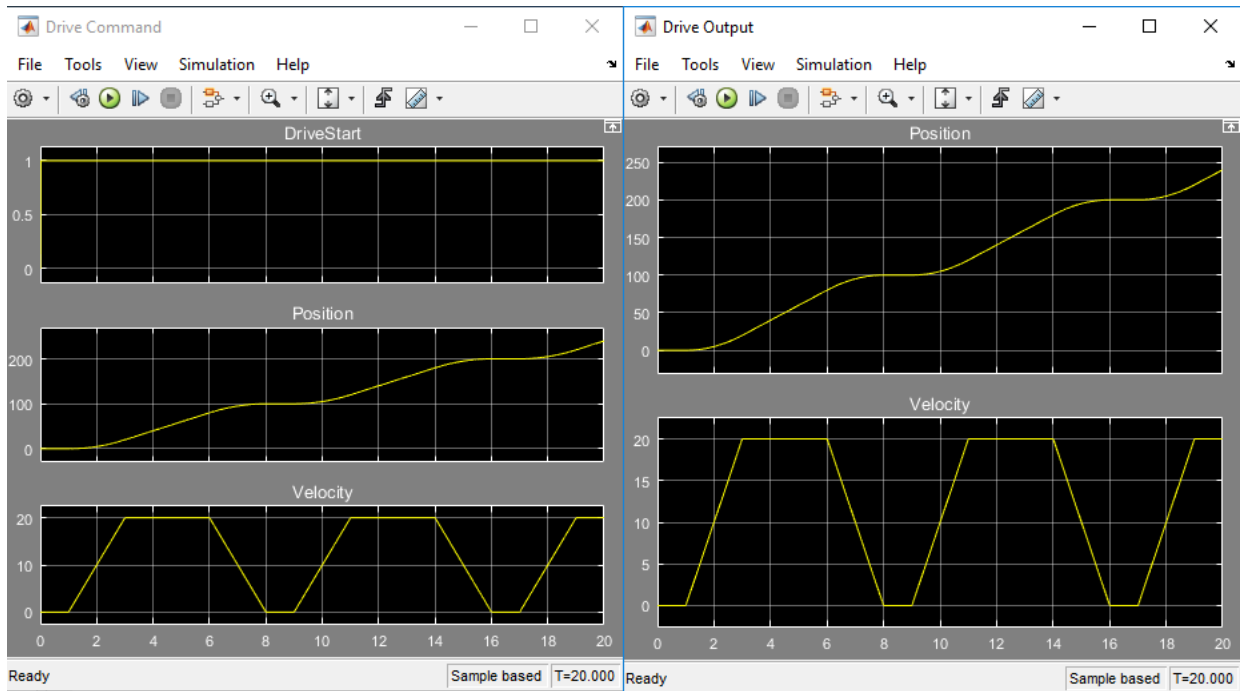 Drive Command
File Tools View Simulation Help
DriveStart
1
0.5
0
Position
200
100
0
Velocity
20
10
0
0 2 4 6 8 10 12 14 16 18 20
Ready Sample based T=20.000
Drive Output
File Tools View Simulation Help
Position
250
200
150
100
50
0
Velocity
20
15
10
5
0
0 2 4 6 8 10 12 14 16 18 20
Ready Sample based T=20.000